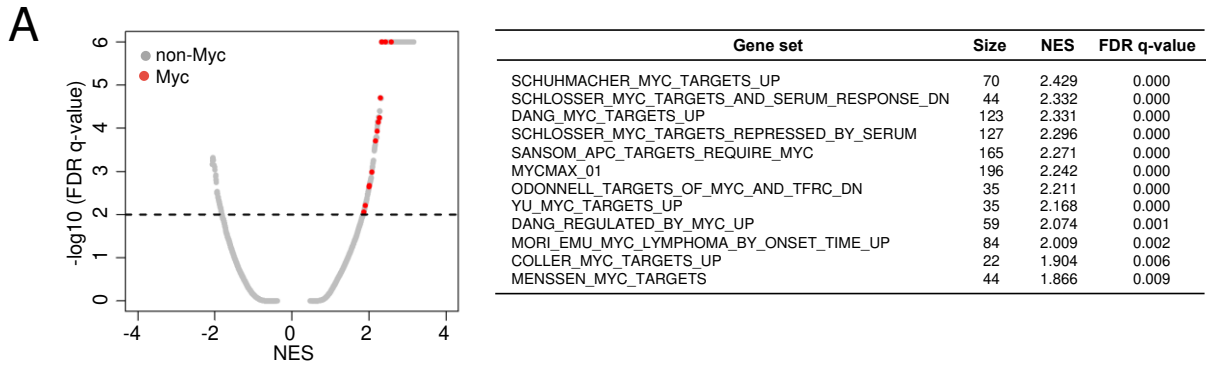 A
6
5
4
3
2
1
0
-log10 (FDR q-value)
non-Myc
Myc
-4 -2 0 2 4
NES
Gene set Size NES FDR q-value
SCHUHMACHER_MYC_TARGETS_UP 70 2.429 0.000
SCHLOSSER_MYC_TARGETS_AND_SERUM_RESPONSE_DN 44 2.332 0.000
DANG_MYC_TARGETS_UP 123 2.331 0.000
SCHLOSSER_MYC_TARGETS_REPRESSED_BY_SERUM 127 2.296 0.000
SANSOM_APC_TARGETS_REQUIRE_MYC 165 2.271 0.000
MYCMAX_01 196 2.242 0.000
ODONNELL_TARGETS_OF_MYC_AND_TFRC_DN 35 2.211 0.000
YU_MYC_TARGETS_UP 35 2.168 0.000
DANG_REGULATED_BY_MYC_UP 59 2.074 0.001
MORI_EMU_MYC_LYMPHOMA_BY_ONSET_TIME_UP 84 2.009 0.002
COLLER_MYC_TARGETS_UP 22 1.904 0.006
MENSSEN_MYC_TARGETS 44 1.866 0.009